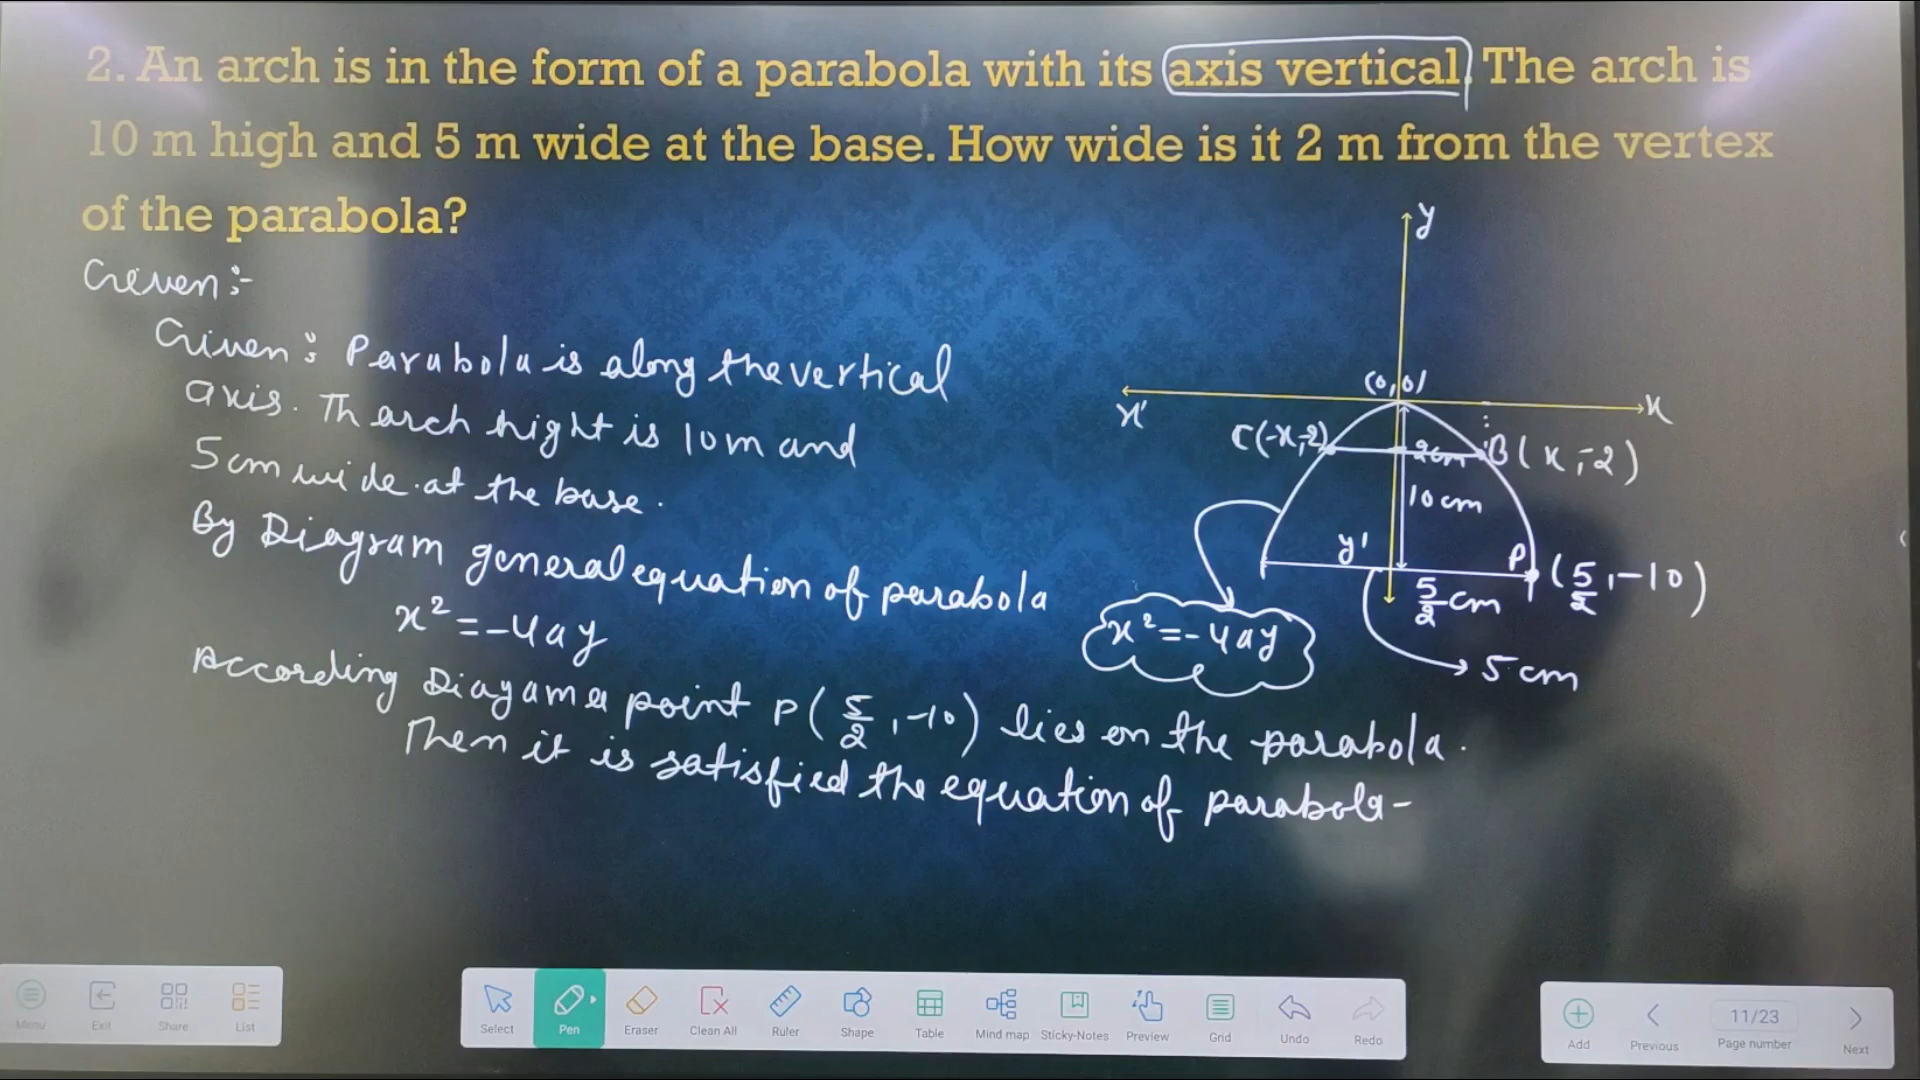 2. An arch is in the form of a parabola with its axis vertical. The arch is
10 m high and 5 m wide at the base. How wide is it 2 m from the vertex
of the parabola?
Given:-
Given: Parabola is along the vertical
axis. Th arch hight is 10m and
5cm wide at the base.
By Diagram general equation of parabola
x² = -4ay
According Diagam a point P(5/2, -10) lies on the parabola.
Then it is satisfied the equation of parabola-
y
(0,0)
x'
x
C(-x,-2)
2cm
B(x,-2)
10cm
y'
P
(5/2, -10)
5/2 cm
x² = -4ay
5cm
Menu
Exit
Share
List
Select
Pen
Eraser
Clean All
Ruler
Shape
Table
Mind map
Sticky-Notes
Preview
Grid
Undo
Redo
Add
Previous
11/23
Page number
Next